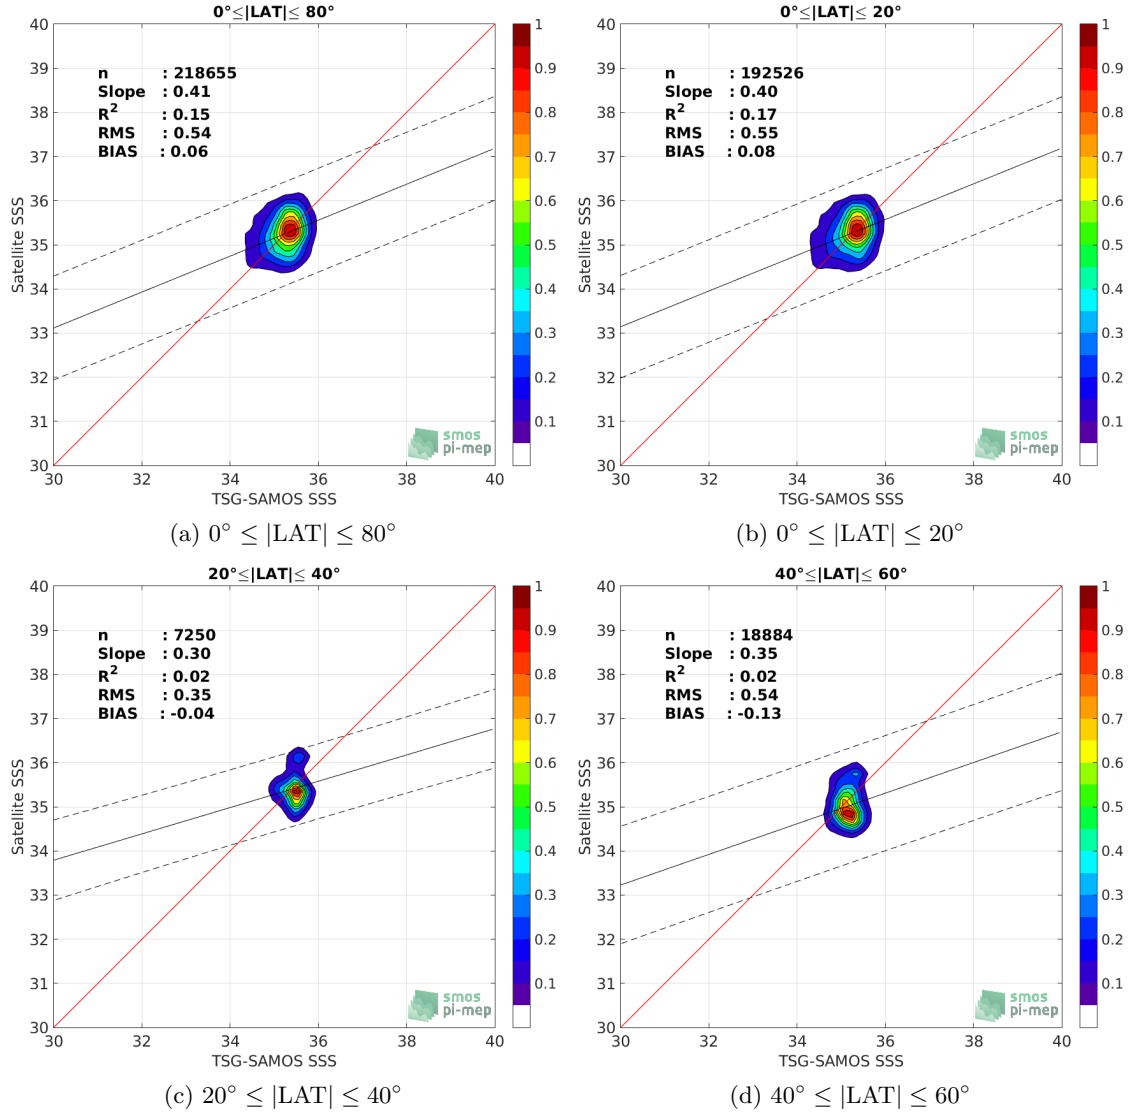 0°≤|LAT|≤ 80°
40
39
38
37
36
35
34
33
32
31
30
30
32
34
36
38
40
Satellite SSS
TSG-SAMOS SSS
n : 218655
Slope : 0.41
R² : 0.15
RMS : 0.54
BIAS : 0.06
1
0.9
0.8
0.7
0.6
0.5
0.4
0.3
0.2
0.1
smos
pi-mep
(a) 0° ≤ |LAT| ≤ 80°
0°≤|LAT|≤ 20°
40
39
38
37
36
35
34
33
32
31
30
30
32
34
36
38
40
Satellite SSS
TSG-SAMOS SSS
n : 192526
Slope : 0.40
R² : 0.17
RMS : 0.55
BIAS : 0.08
1
0.9
0.8
0.7
0.6
0.5
0.4
0.3
0.2
0.1
smos
pi-mep
(b) 0° ≤ |LAT| ≤ 20°
20°≤|LAT|≤ 40°
40
39
38
37
36
35
34
33
32
31
30
30
32
34
36
38
40
Satellite SSS
TSG-SAMOS SSS
n : 7250
Slope : 0.30
R² : 0.02
RMS : 0.35
BIAS : -0.04
1
0.9
0.8
0.7
0.6
0.5
0.4
0.3
0.2
0.1
smos
pi-mep
(c) 20° ≤ |LAT| ≤ 40°
40°≤|LAT|≤ 60°
40
39
38
37
36
35
34
33
32
31
30
30
32
34
36
38
40
Satellite SSS
TSG-SAMOS SSS
n : 18884
Slope : 0.35
R² : 0.02
RMS : 0.54
BIAS : -0.13
1
0.9
0.8
0.7
0.6
0.5
0.4
0.3
0.2
0.1
smos
pi-mep
(d) 40° ≤ |LAT| ≤ 60°